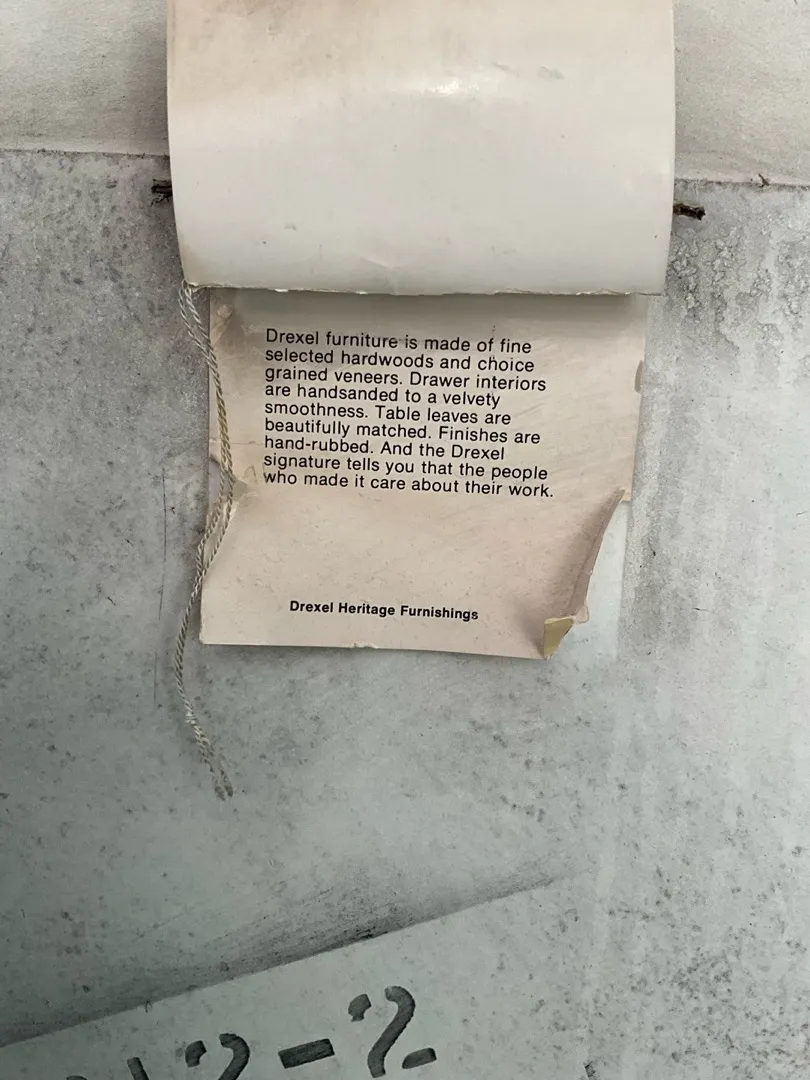 Drexel furniture is made of fine
selected hardwoods and choice
grained veneers. Drawer interiors
are handsanded to a velvety
smoothness. Table leaves are
beautifully matched. Finishes are
hand-rubbed. And the Drexel
signature tells you that the people
who made it care about their work.
Drexel Heritage Furnishings
2-2